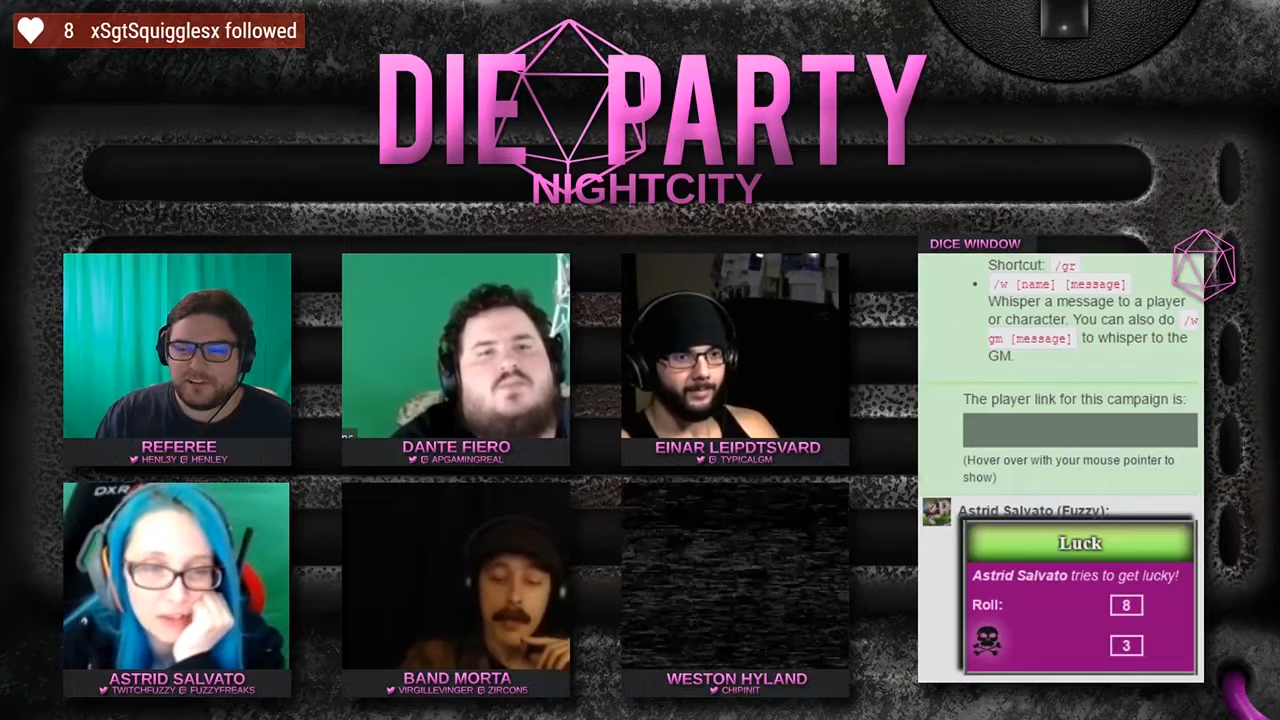 8 xSgtSquigglesx followed
DIE PARTY
NIGHTCITY
DICE WINDOW
Shortcut: /gr
• /w [name] [message]
Whisper a message to a player
or character. You can also do /w
gm [message] to whisper to the
GM.
The player link for this campaign is:
(Hover over with your mouse pointer to
show)
Astrid Salvato (Fuzzy):
Luck
Astrid Salvato tries to get lucky!
Roll: 8
3
REFEREE
HENL3Y HENLEY
DANTE FIERO
APGAMINGREAL
EINAR LEIPDTSVARD
TYPICALGM
DXR
ASTRID SALVATO
TWITCHFUZZY FUZZYFREAKS
BAND MORTA
VIRGILLEVINGER ZIRCON5
WESTON HYLAND
CHIPINIT